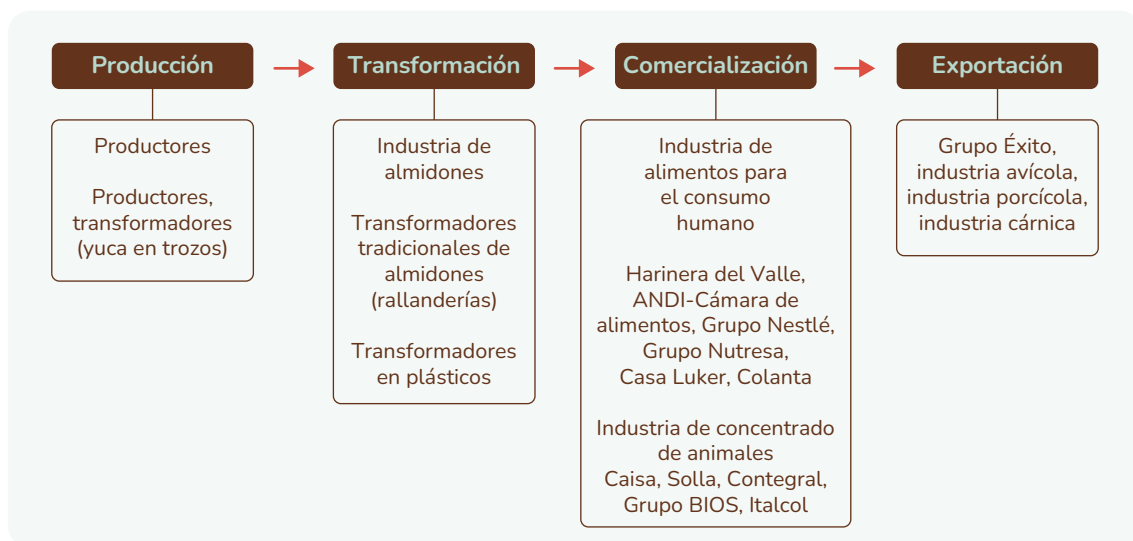 Producción
Transformación
Comercialización
Exportación
Productores
Productores,
transformadores
(yuca en trozos)
Industria de
almidones
Transformadores
tradicionales de
almidones
(rallanderías)
Transformadores
en plásticos
Industria de
alimentos para
el consumo
humano
Harinera del Valle,
ANDI-Cámara de
alimentos, Grupo Nestlé,
Grupo Nutresa,
Casa Luker, Colanta
Industria de concentrado
de animales
Caisa, Solla, Contegral,
Grupo BIOS, Italcol
Grupo Éxito,
industria avícola,
industria porcícola,
industria cárnica